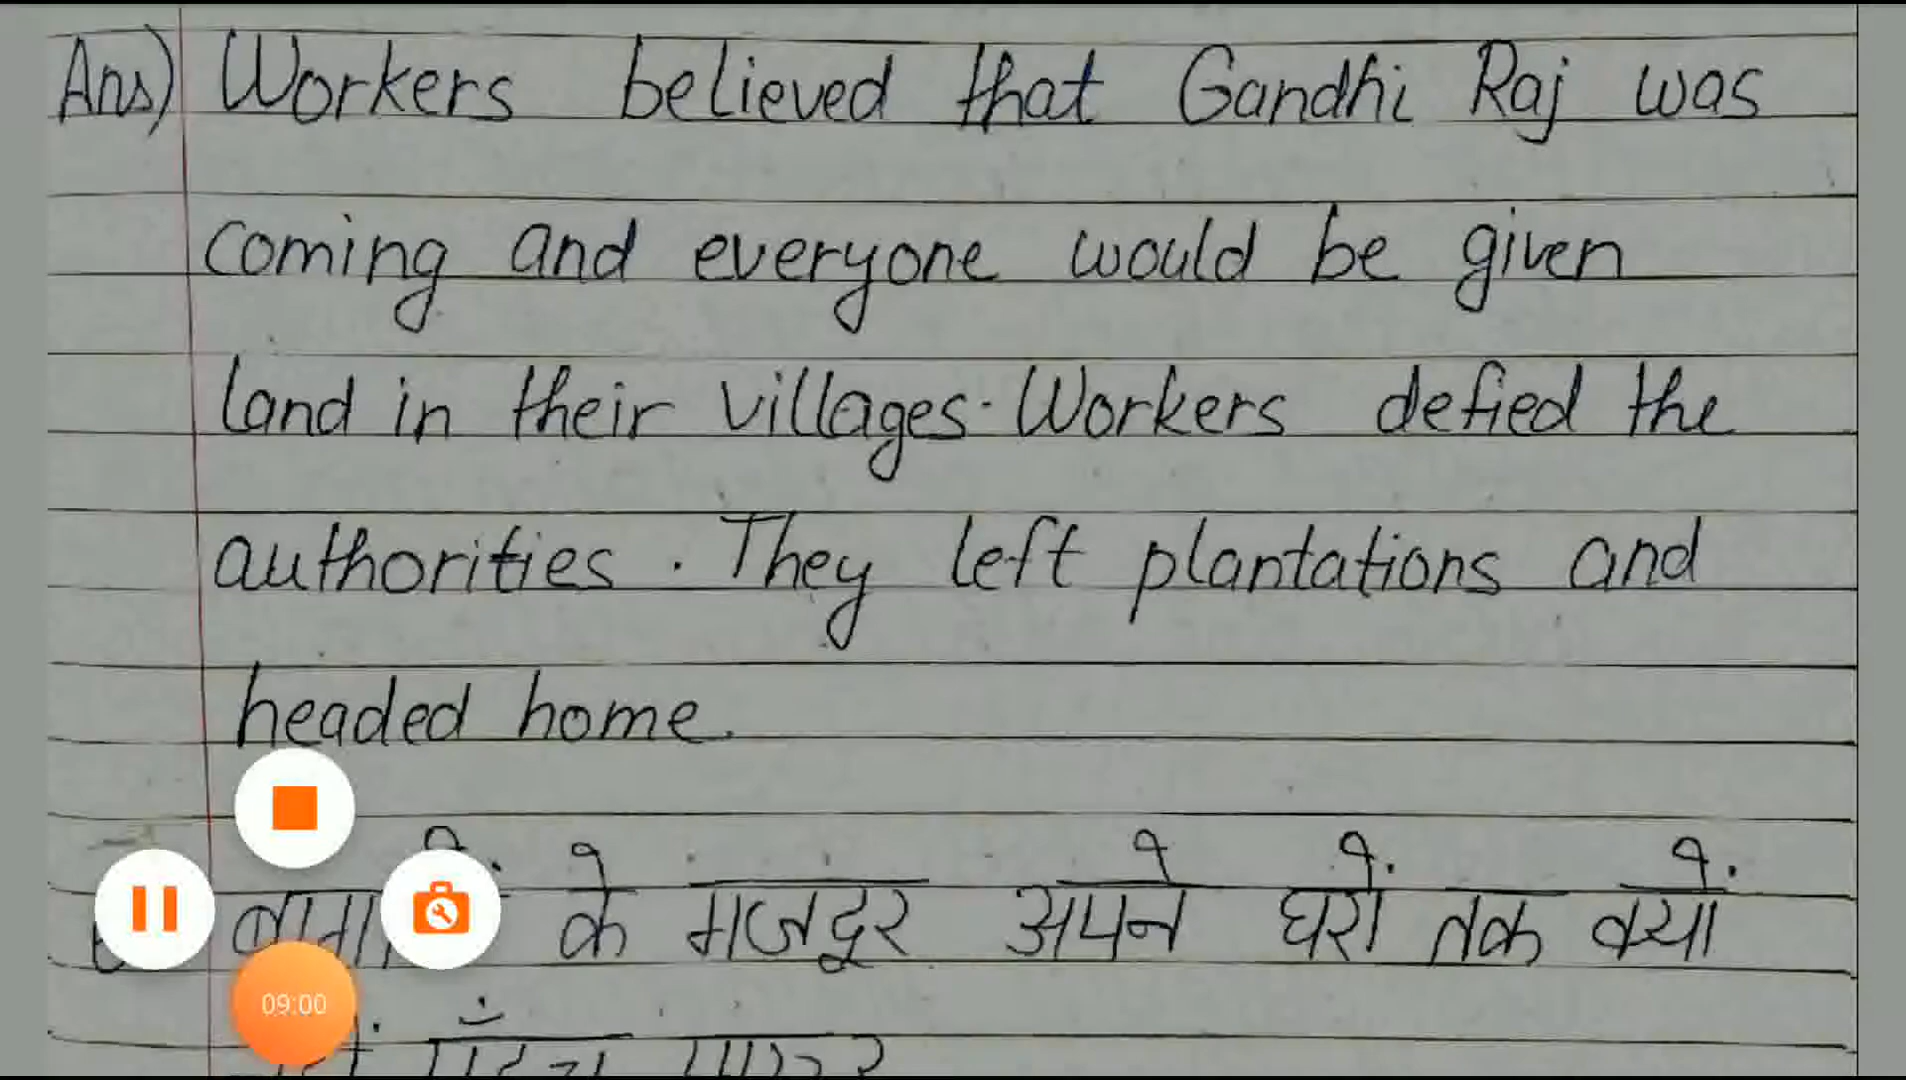 Ans) Workers believed that Gandhi Raj was
coming and everyone would be given
land in their villages. Workers defied the
authorities. They left plantations and
headed home.
के मजदूर अपने घरों तक क्यों
09:00